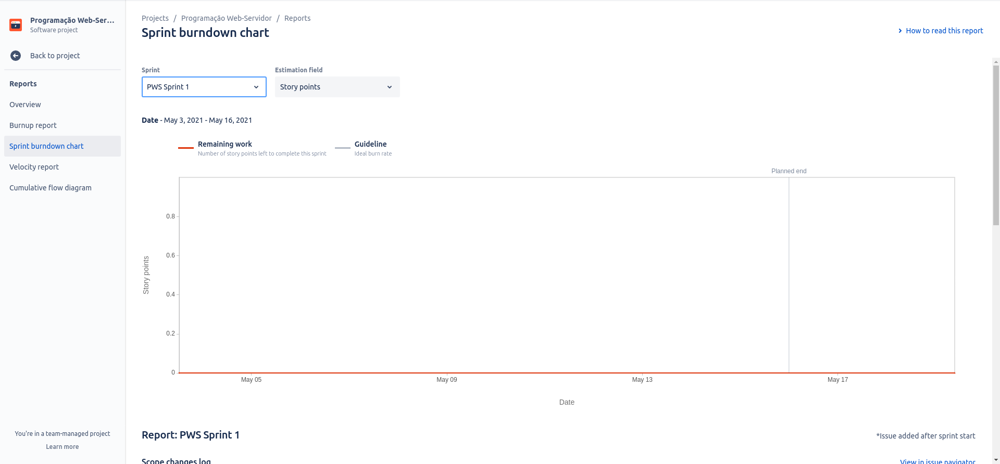 Programação Web-Ser...
Software project
Back to project
Reports
Overview
Burnup report
Sprint burndown chart
Velocity report
Cumulative flow diagram
You're in a team-managed project
Learn more
Projects / Programação Web-Servidor / Reports
Sprint burndown chart
How to read this report
Sprint
PWS Sprint 1
Estimation field
Story points
Date - May 3, 2021 - May 16, 2021
Remaining work
Number of story points left to complete this sprint
Guideline
Ideal burn rate
Planned end
0.8
0.6
0.4
0.2
0
Story points
May 05
May 09
May 13
May 17
Date
Report: PWS Sprint 1
*Issue added after sprint start
Scope changes log
View in issue navigator